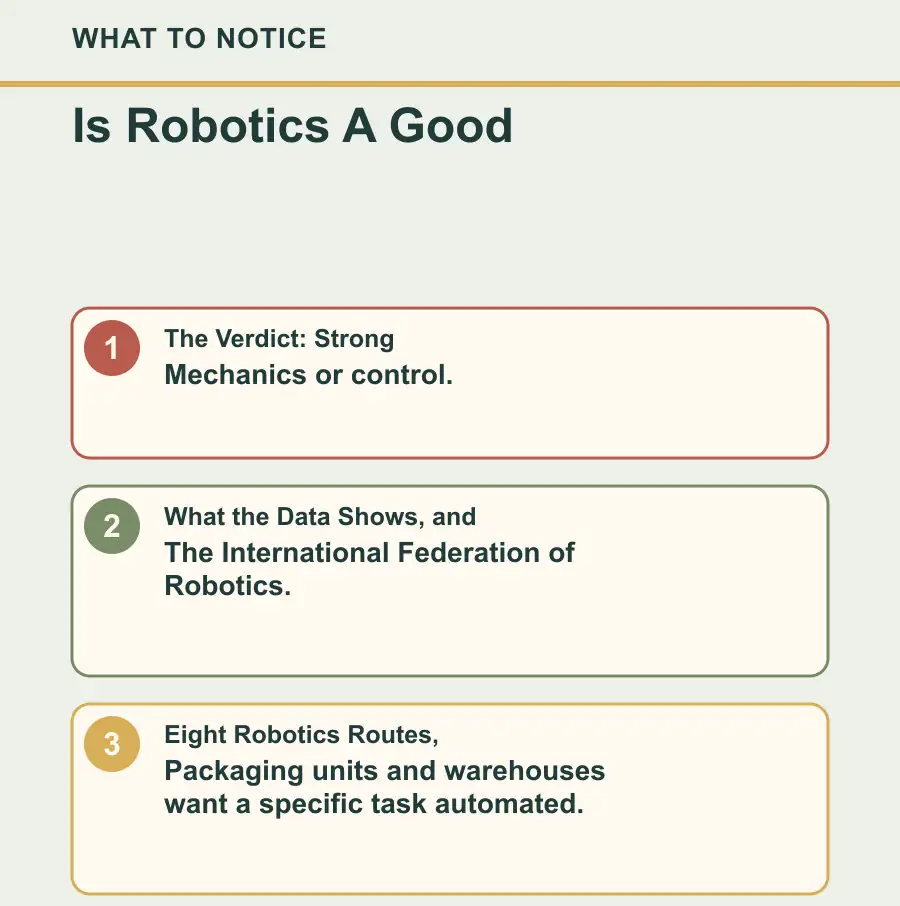 WHAT TO NOTICE
Is Robotics A Good
1
The Verdict: Strong
Mechanics or control.
2
What the Data Shows, and
The International Federation of
Robotics.
3
Eight Robotics Routes,
Packaging units and warehouses
want a specific task automated.